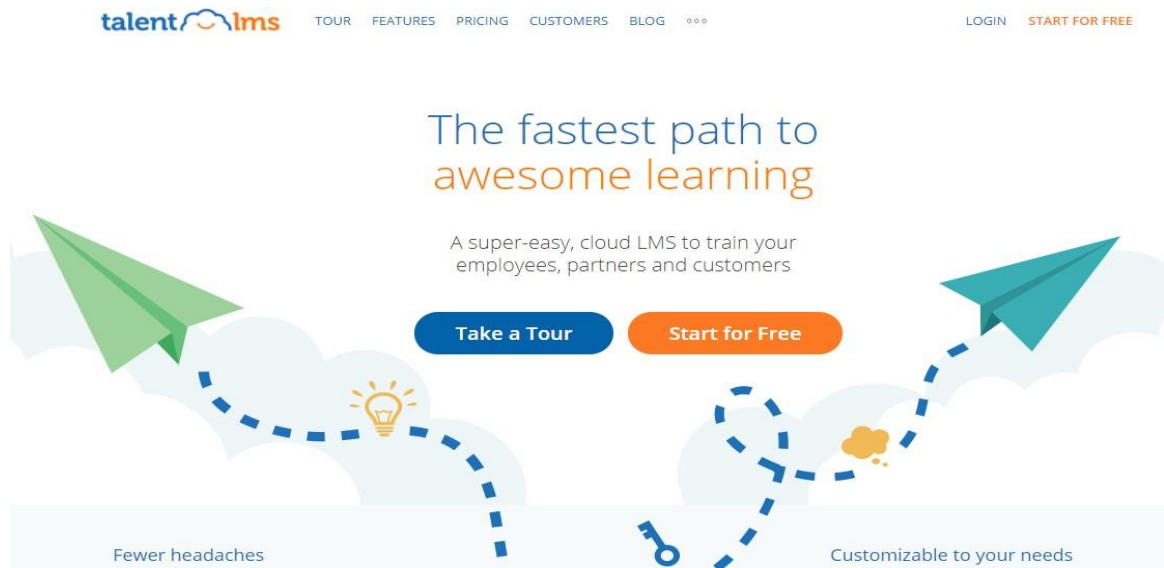 talentlms TOUR FEATURES PRICING CUSTOMERS BLOG LOGIN START FOR FREE
The fastest path to
awesome learning
A super-easy, cloud LMS to train your
employees, partners and customers
Take a Tour Start for Free
Fewer headaches Customizable to your needs